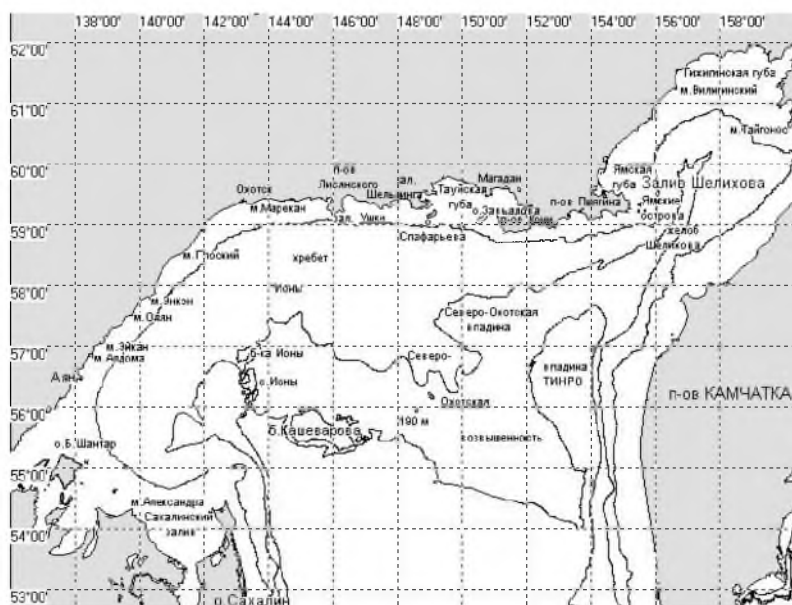 138°00' 140°00' 142°00' 144°00' 146°00' 148°00' 150°00' 152°00' 154°00' 156°00' 158°00'
62°00'
61°00'
60°00'
59°00'
58°00'
57°00'
56°00'
55°00'
54°00'
53°00'
Гижигинская губа
м.Вилигинский
м.Тайгонос
Ямская
губа
Залив Шелихова
Ямские
острова
желоб
Шелихова
п-ов Пьягина
Магадан
Тауйская
губа
о.Завьялова
п-ов Кони
зал.
Шельтинга
п-ов
Лисянского
Охотск
м.Марекан
зал. Ушки
Спафарьева
м.Плоский
хребет
Ионы
м.Энкэн
м.Одян
м.Эйкан
м.Алдома
Аян
б-ка Ионы
о.Ионы
Северо-Охотская
впадина
Северо-
Охотская
возвышенность
190 м
впадина
ТИНРО
п-ов КАМЧАТКА
б.Кашеварова
о.Б.Шантар
м.Александра
Сахалинский
залив
о.Сахалин